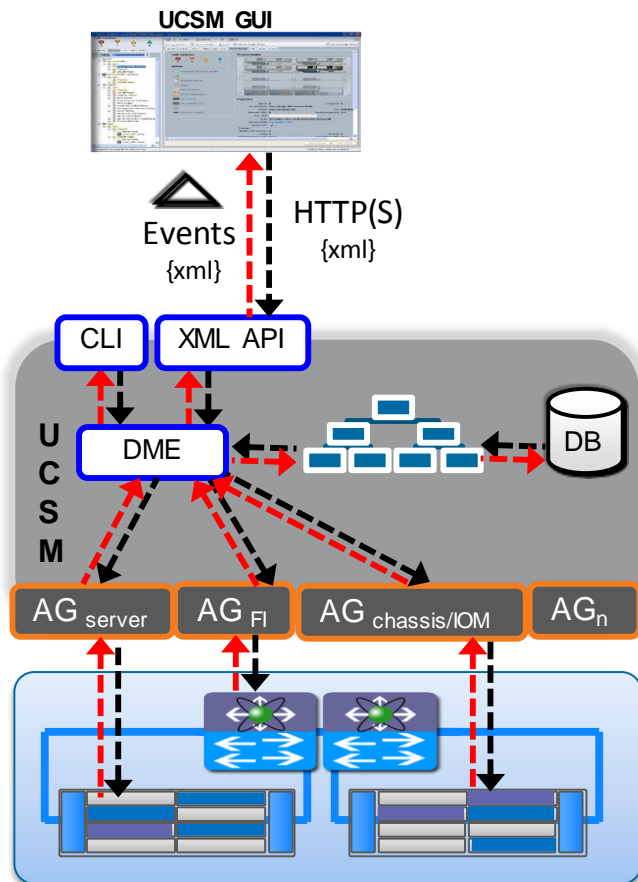 UCSM GUI
Events
{xml}
HTTP(S)
{xml}
CLI
XML API
UCSM
DME
DB
AG server
AG FI
AG chassis/IOM
AGn